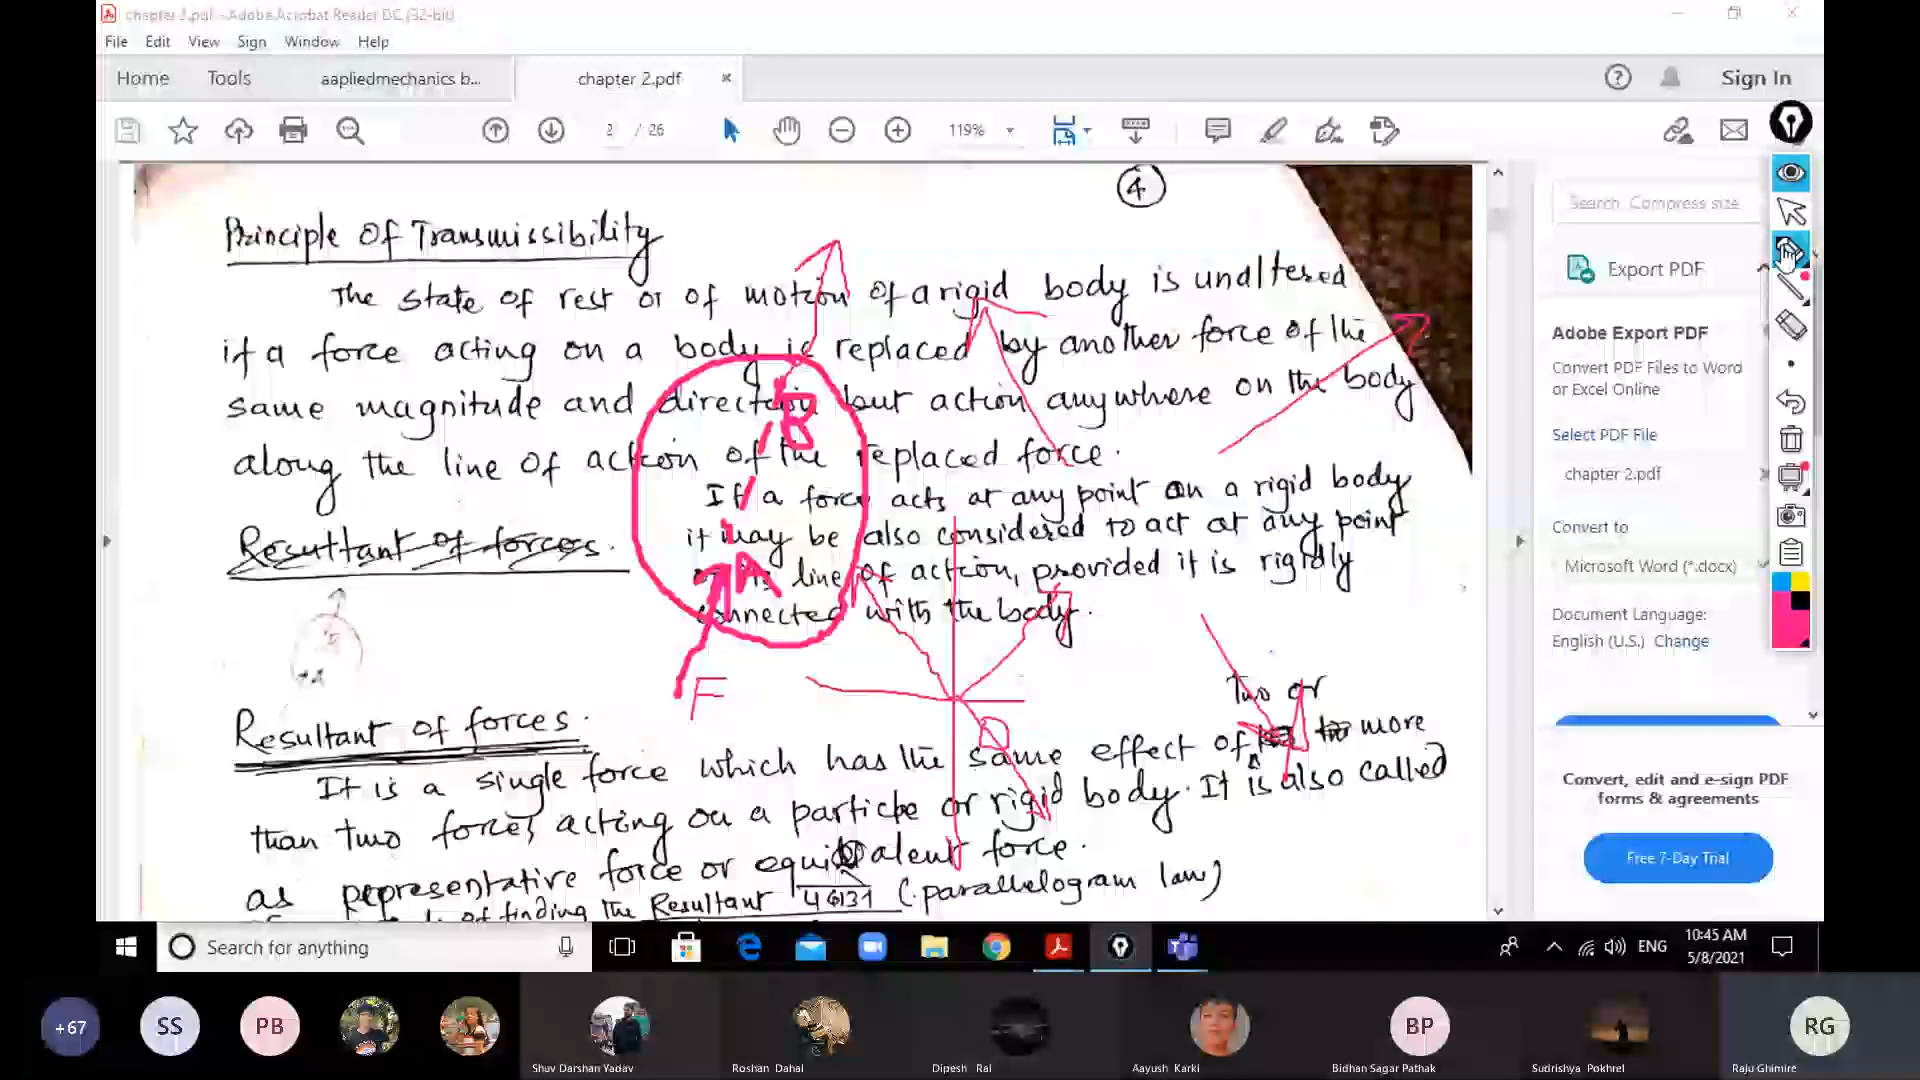 chapter 2.pdf - Adobe Acrobat Reader DC (32-bit)
File Edit View Sign Window Help
Home Tools aapliedmechanics b... chapter 2.pdf × Sign In
2 / 26 119%
4
Principle Of Transmissibility
The state of rest or of motion of a rigid body is unaltered
if a force acting on a body is replaced by another force of the
same magnitude and direction but action anywhere on the body
along the line of action of the replaced force.
B
If a force acts at any point on a rigid body
it may be also considered to act at any point
line of action, provided it is rigidly
connected with the body.
A
F
Resultant of forces.
Resultant of forces.
Two or
It is a single force which has the same effect of more
than two forces acting on a particle or rigid body. It is also called
as representative force or equivalent force.
of finding the Resultant (parallelogram law)
Search Compress size
Export PDF
Adobe Export PDF
Convert PDF Files to Word
or Excel Online
Select PDF File
chapter 2.pdf
Convert to
Microsoft Word (*.docx)
Document Language:
English (U.S.) Change
Convert, edit and e-sign PDF
forms & agreements
Free 7-Day Trial
Search for anything
ENG
10:45 AM
5/8/2021
+67 SS PB BP RG
Shuv Darshan Yadav Roshan Dahal Dipesh Rai Aayush Karki Bidhan Sagar Pathak Sudrishya Pokhrel Raju Ghimire